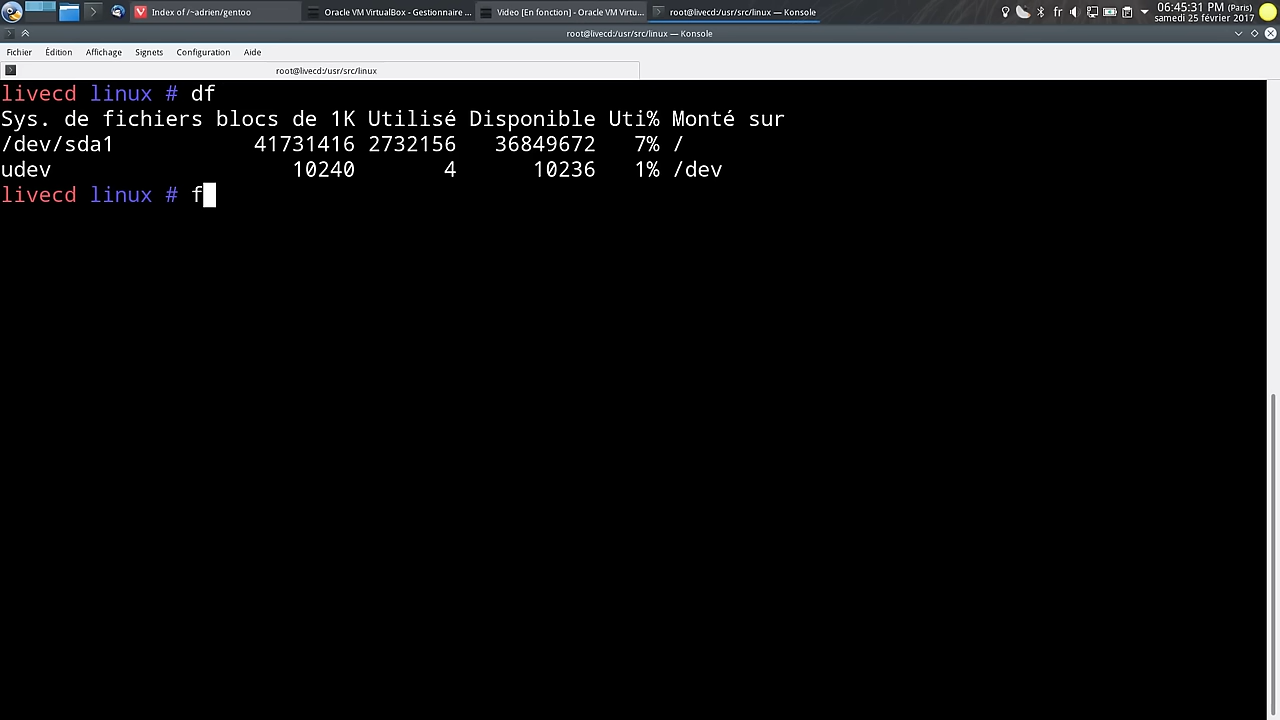 Index of /~adrien/gentoo
Oracle VM VirtualBox - Gestionnaire ...
Video [En fonction] - Oracle VM Virtu...
root@livecd:/usr/src/linux — Konsole
fr
06:45:31 PM (Paris)
samedi 25 février 2017
root@livecd:/usr/src/linux — Konsole
Fichier Édition Affichage Signets Configuration Aide
root@livecd:/usr/src/linux
livecd linux # df
Sys. de fichiers blocs de 1K Utilisé Disponible Uti% Monté sur
/dev/sda1 41731416 2732156 36849672 7% /
udev 10240 4 10236 1% /dev
livecd linux # f